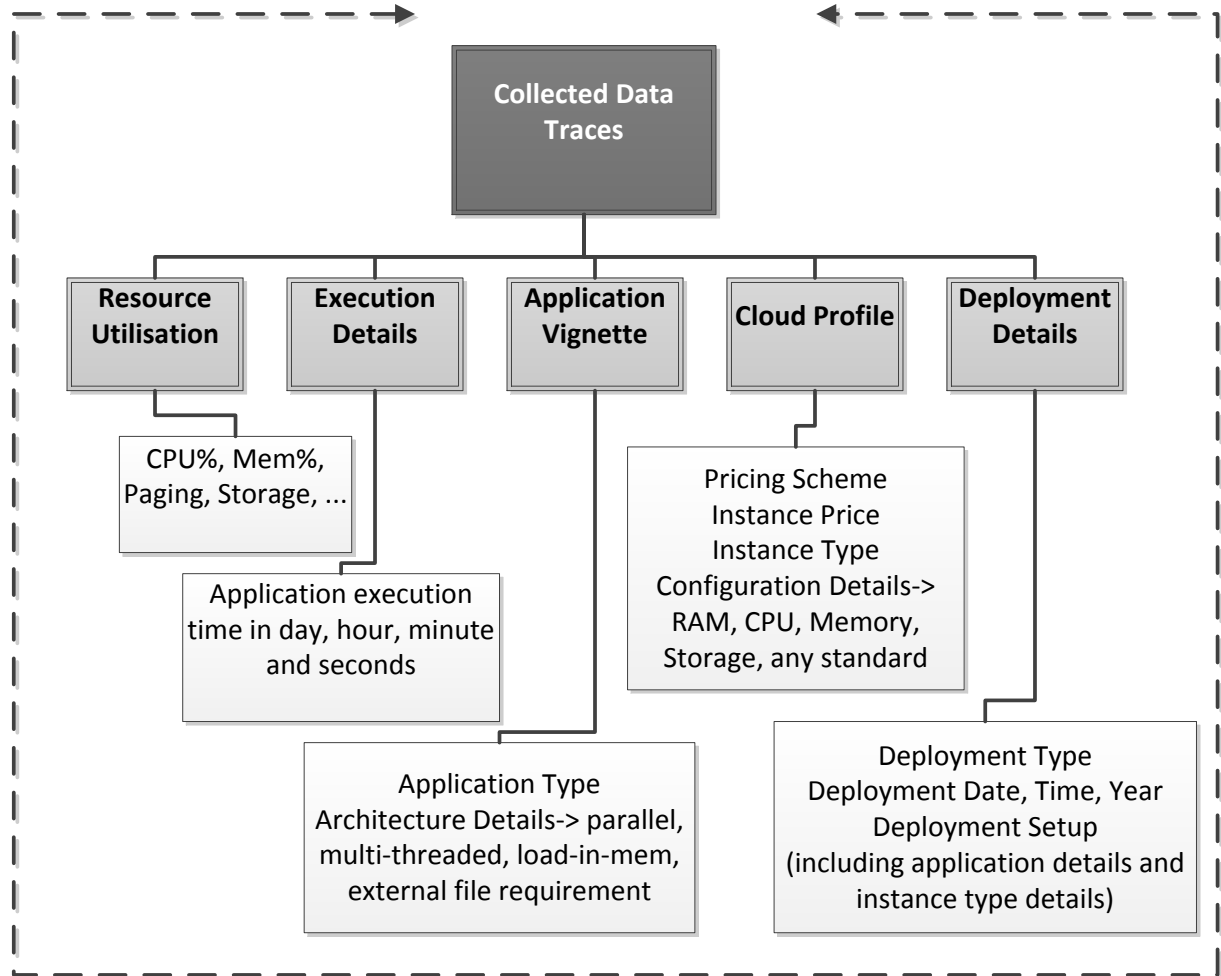 Collected Data
Traces
Resource
Utilisation
Execution
Details
Application
Vignette
Cloud Profile
Deployment
Details
CPU%, Mem%,
Paging, Storage, ...
Application execution
time in day, hour, minute
and seconds
Application Type
Architecture Details-> parallel,
multi-threaded, load-in-mem,
external file requirement
Pricing Scheme
Instance Price
Instance Type
Configuration Details->
RAM, CPU, Memory,
Storage, any standard
Deployment Type
Deployment Date, Time, Year
Deployment Setup
(including application details and
instance type details)